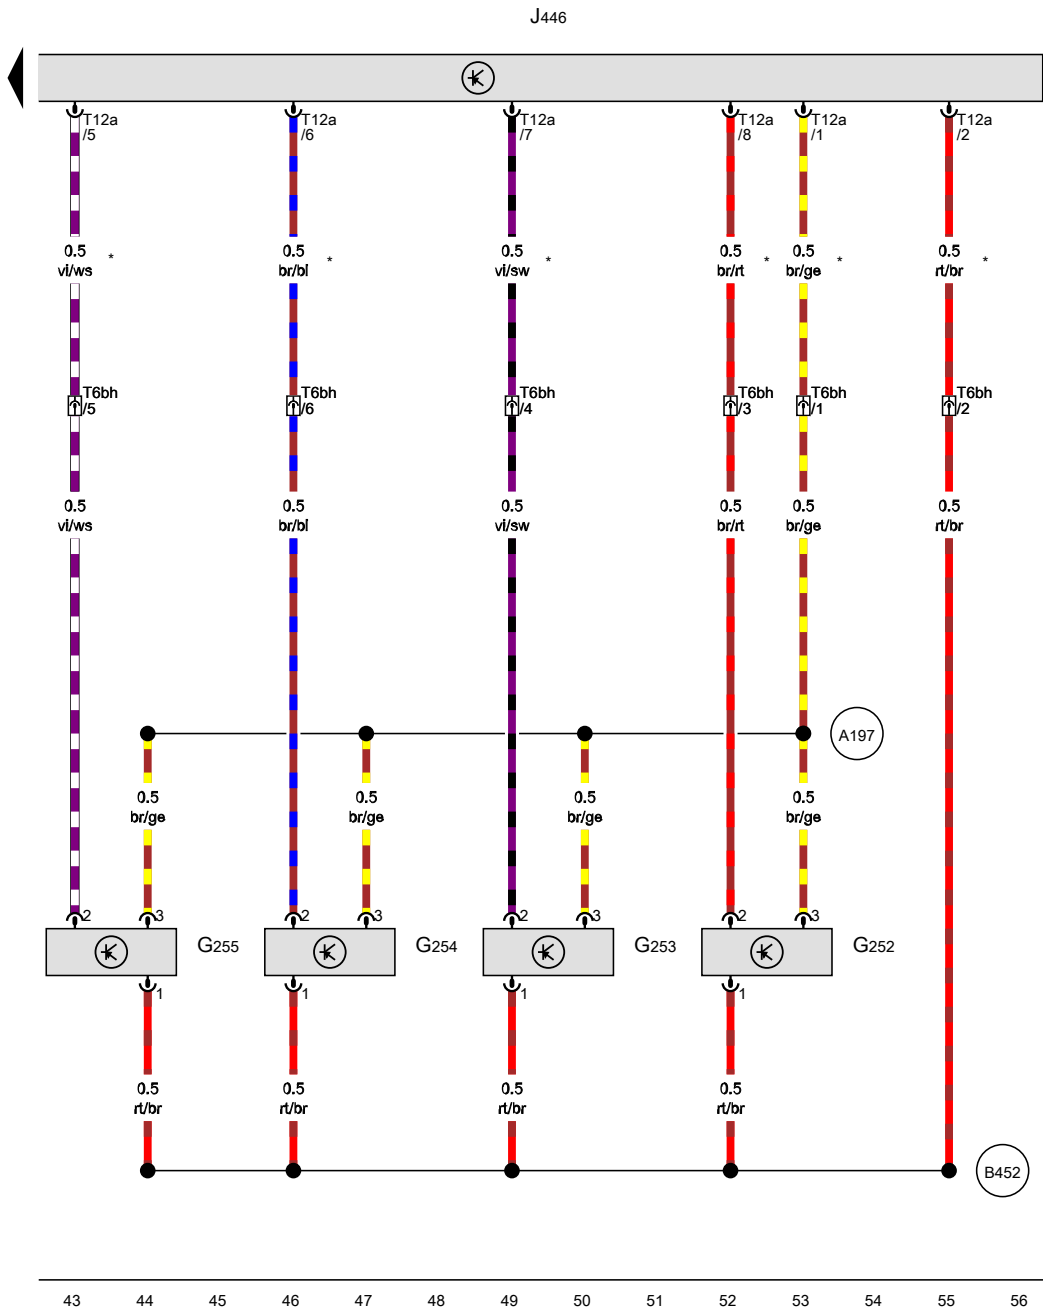 J446
T12a T12a T12a T12a T12a T12a
/5 /6 /7 /8 /1 /2
0.5 0.5 0.5 0.5 0.5 0.5
vi/ws * br/bl * vi/sw * br/rt * br/ge * rt/br *
T6bh T6bh T6bh T6bh T6bh T6bh
/5 /6 /4 /3 /1 /2
0.5 0.5 0.5 0.5 0.5 0.5
vi/ws br/bl vi/sw br/rt br/ge rt/br
A197
0.5 0.5 0.5 0.5
br/ge br/ge br/ge br/ge
2 3 2 3 2 3 2 3
G255 G254 G253 G252
1 1 1 1
0.5 0.5 0.5 0.5
rt/br rt/br rt/br rt/br
B452
43 44 45 46 47 48 49 50 51 52 53 54 55 56